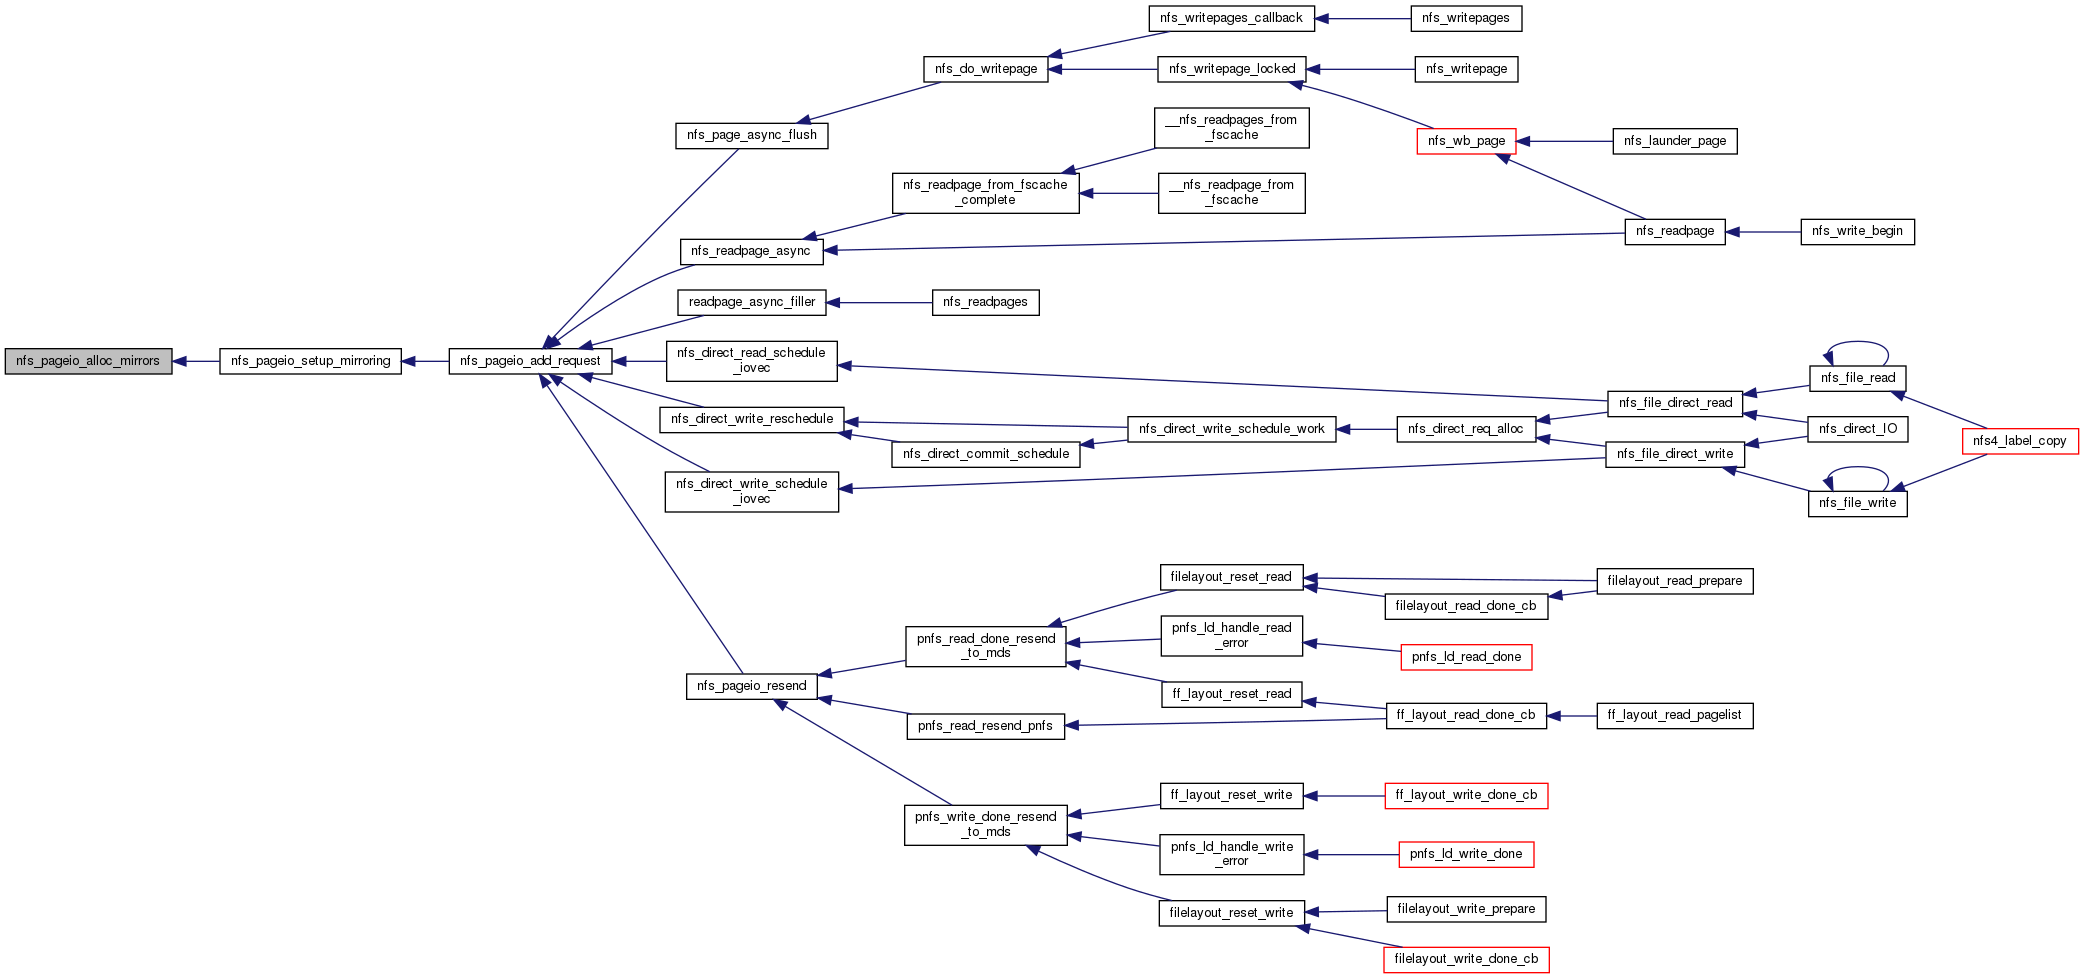 nfs_writepages_callback
nfs_writepages
nfs_do_writepage
nfs_writepage_locked
nfs_writepage
nfs_page_async_flush
__nfs_readpages_from
_fscache
nfs_wb_page
nfs_launder_page
nfs_readpage_from_fscache
_complete
__nfs_readpage_from
_fscache
nfs_readpage
nfs_write_begin
nfs_readpage_async
readpage_async_filler
nfs_readpages
nfs_pageio_alloc_mirrors
nfs_pageio_setup_mirroring
nfs_pageio_add_request
nfs_direct_read_schedule
_iovec
nfs_file_read
nfs_file_direct_read
nfs_direct_write_reschedule
nfs_direct_write_schedule_work
nfs_direct_req_alloc
nfs_direct_IO
nfs4_label_copy
nfs_direct_commit_schedule
nfs_file_direct_write
nfs_direct_write_schedule
_iovec
nfs_file_write
filelayout_reset_read
filelayout_read_prepare
filelayout_read_done_cb
pnfs_read_done_resend
_to_mds
pnfs_ld_handle_read
_error
pnfs_ld_read_done
nfs_pageio_resend
ff_layout_reset_read
pnfs_read_resend_pnfs
ff_layout_read_done_cb
ff_layout_read_pagelist
ff_layout_reset_write
ff_layout_write_done_cb
pnfs_write_done_resend
_to_mds
pnfs_ld_handle_write
_error
pnfs_ld_write_done
filelayout_reset_write
filelayout_write_prepare
filelayout_write_done_cb